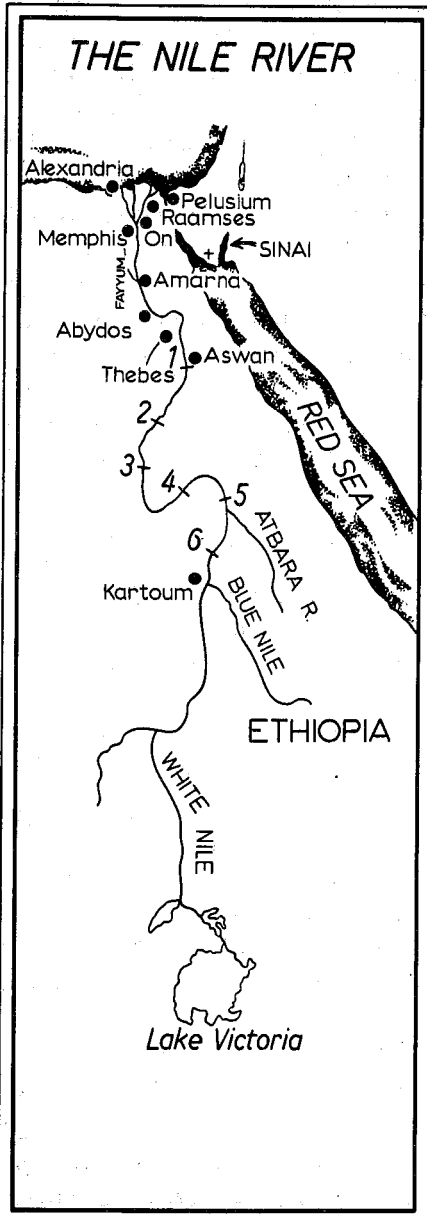 THE NILE RIVER
Alexandria
Pelusium
Raamses
Memphis
On
SINAI
FAYYUM
Amarna
Abydos
1
Aswan
Thebes
2
RED SEA
3
4
5
ATBARA R.
6
Kartoum
BLUE NILE
ETHIOPIA
WHITE NILE
Lake Victoria